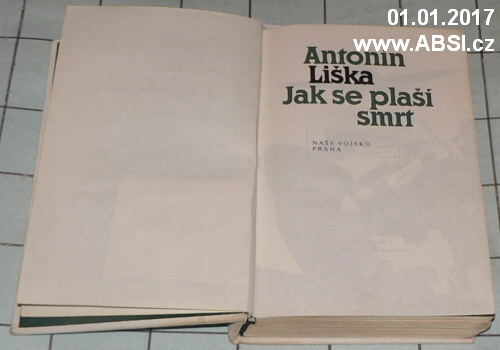 01.01.2017
www.ABSI.cz
Antonín
Liška
Jak se plaší
smrt
NAŠE VOJSKO
PRAHA